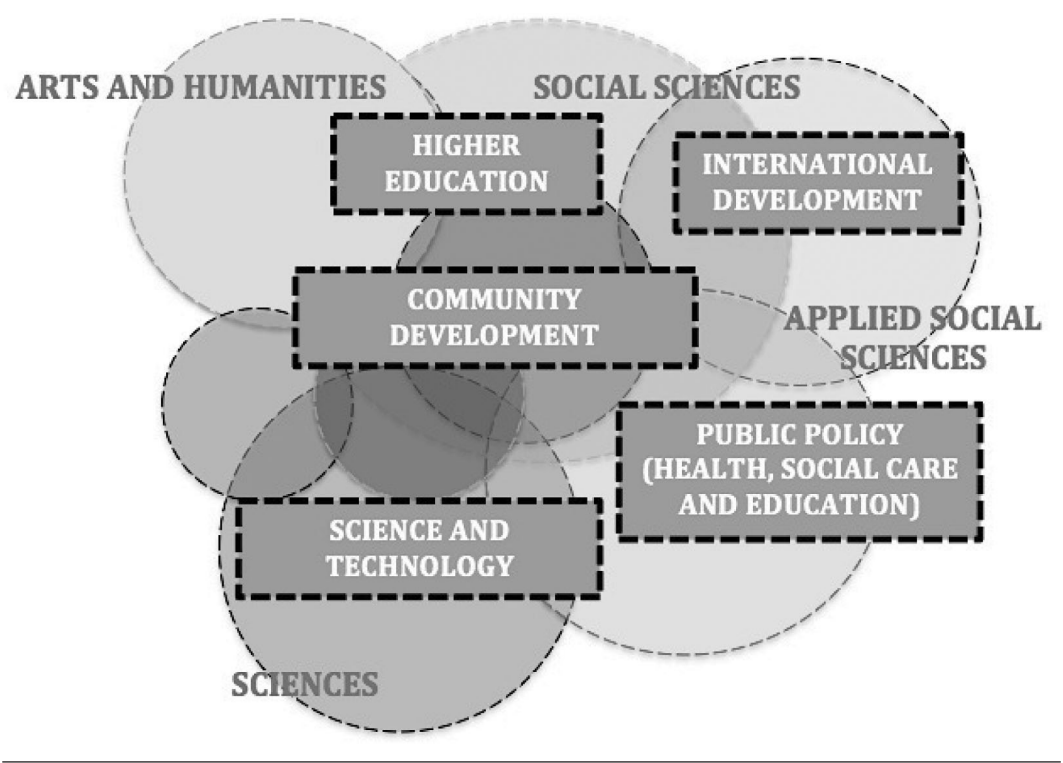 ARTS AND HUMANITIES
SOCIAL SCIENCES
HIGHER
EDUCATION
INTERNATIONAL
DEVELOPMENT
COMMUNITY
DEVELOPMENT
APPLIED SOCIAL
SCIENCES
PUBLIC POLICY
(HEALTH, SOCIAL CARE
AND EDUCATION)
SCIENCE AND
TECHNOLOGY
SCIENCES